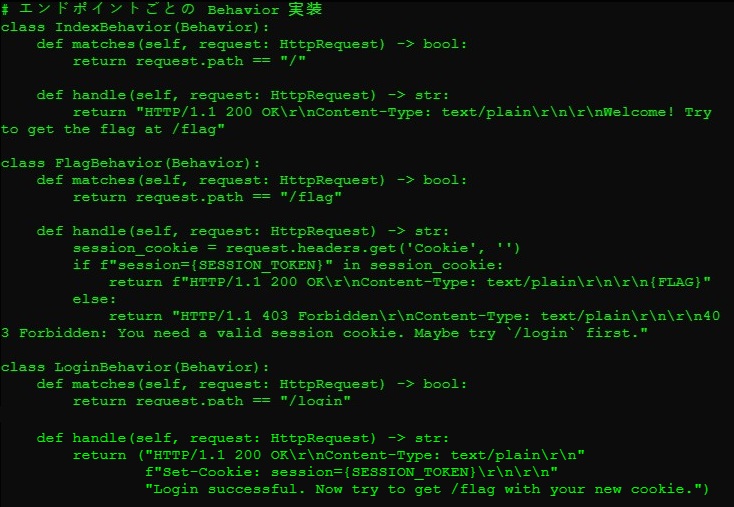 # エンドポイントごとの Behavior 実装
class IndexBehavior(Behavior):
    def matches(self, request: HttpRequest) -> bool:
        return request.path == "/"

    def handle(self, request: HttpRequest) -> str:
        return "HTTP/1.1 200 OK\r\nContent-Type: text/plain\r\n\r\nWelcome! Try
to get the flag at /flag"

class FlagBehavior(Behavior):
    def matches(self, request: HttpRequest) -> bool:
        return request.path == "/flag"

    def handle(self, request: HttpRequest) -> str:
        session_cookie = request.headers.get('Cookie', '')
        if f"session={SESSION_TOKEN}" in session_cookie:
            return f"HTTP/1.1 200 OK\r\nContent-Type: text/plain\r\n\r\n{FLAG}"
        else:
            return "HTTP/1.1 403 Forbidden\r\nContent-Type: text/plain\r\n\r\n40
3 Forbidden: You need a valid session cookie. Maybe try `/login` first."

class LoginBehavior(Behavior):
    def matches(self, request: HttpRequest) -> bool:
        return request.path == "/login"

    def handle(self, request: HttpRequest) -> str:
        return ("HTTP/1.1 200 OK\r\nContent-Type: text/plain\r\n"
                f"Set-Cookie: session={SESSION_TOKEN}\r\n\r\n"
                "Login successful. Now try to get /flag with your new cookie.")